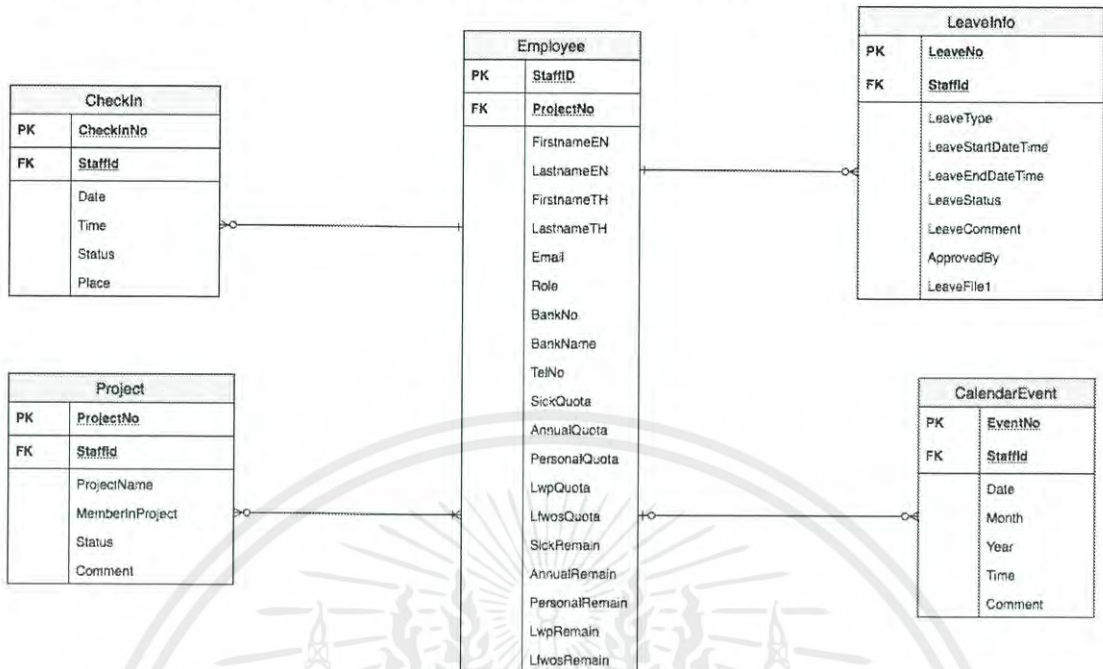 CheckIn
PK CheckInNo
FK StaffId
Date
Time
Status
Place
Project
PK ProjectNo
FK StaffId
ProjectName
MemberInProject
Status
Comment
Employee
PK StaffID
FK ProjectNo
FirstnameEN
LastnameEN
FirstnameTH
LastnameTH
Email
Role
BankNo
BankName
TelNo
SickQuota
AnnualQuota
PersonalQuota
LwpQuota
LfwosQuota
SickRemain
AnnualRemain
PersonalRemain
LwpRemain
LfwosRemain
LeaveInfo
PK LeaveNo
FK StaffId
LeaveType
LeaveStartDateTime
LeaveEndDateTime
LeaveStatus
LeaveComment
ApprovedBy
LeaveFile1
CalendarEvent
PK EventNo
FK StaffId
Date
Month
Year
Time
Comment